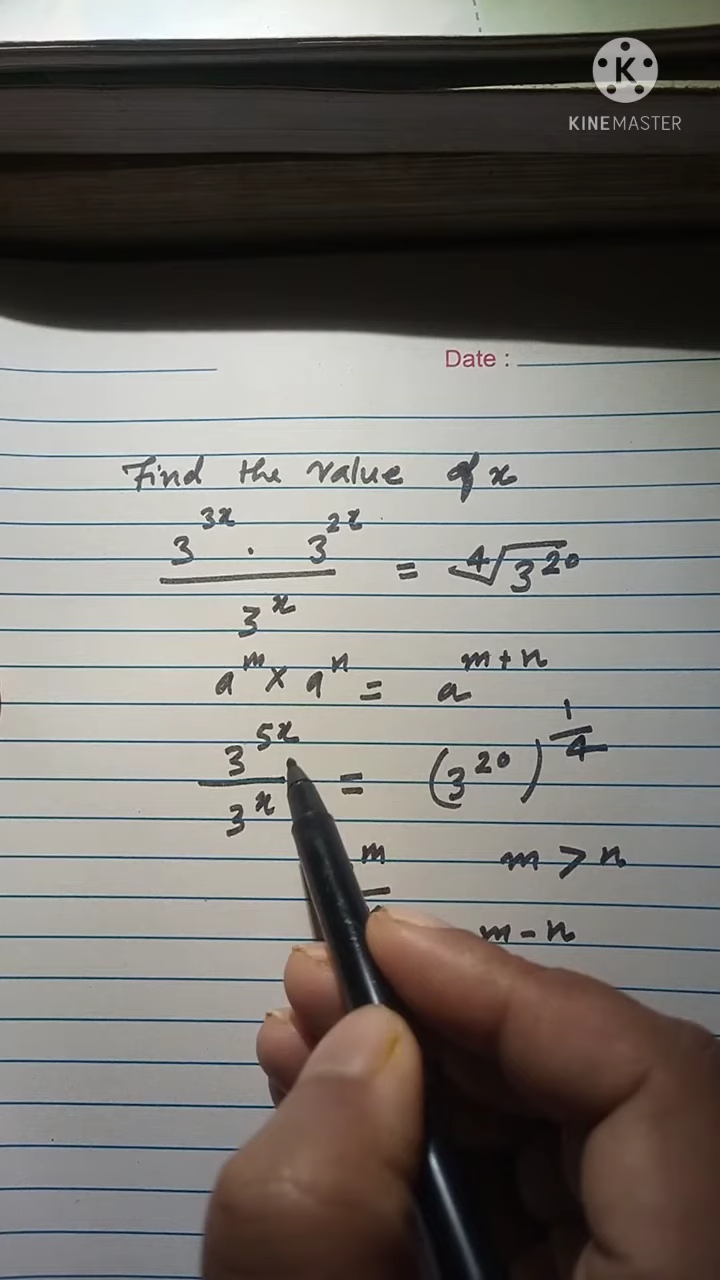 K
KINEMASTER
Date :
Find the value of x
3^{3x} · 3^{2x} / 3^x = ∜3^{20}
a^m × a^n = a^{m+n}
3^{5x} / 3^x = (3^{20})^{1/4}
m m > n
m - n